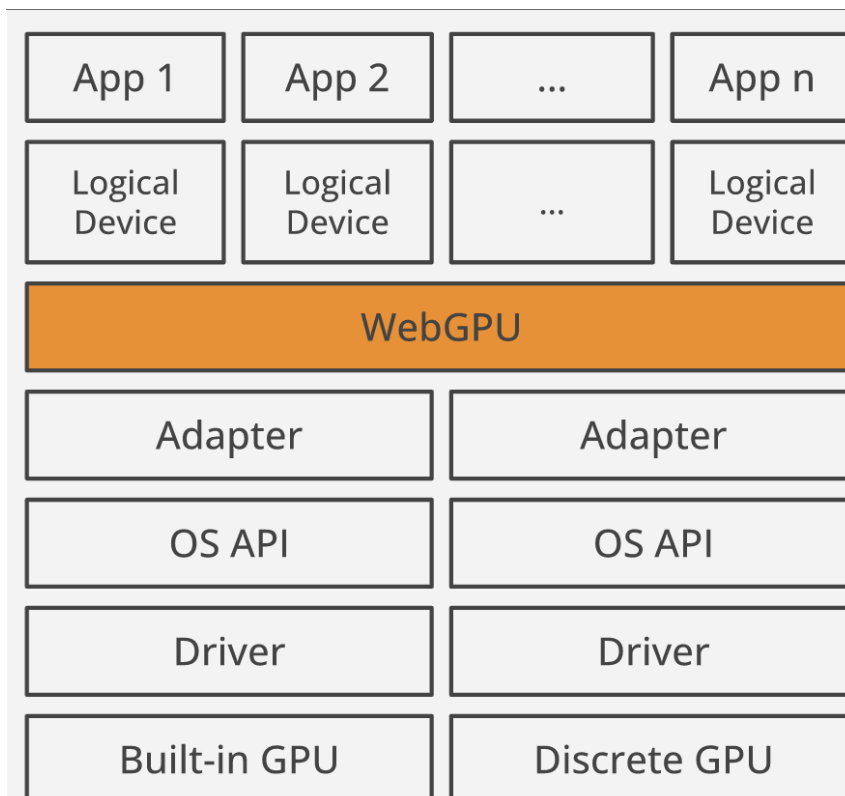 App 1
App 2
...
App n
Logical
Device
Logical
Device
...
Logical
Device
WebGPU
Adapter
Adapter
OS API
OS API
Driver
Driver
Built-in GPU
Discrete GPU